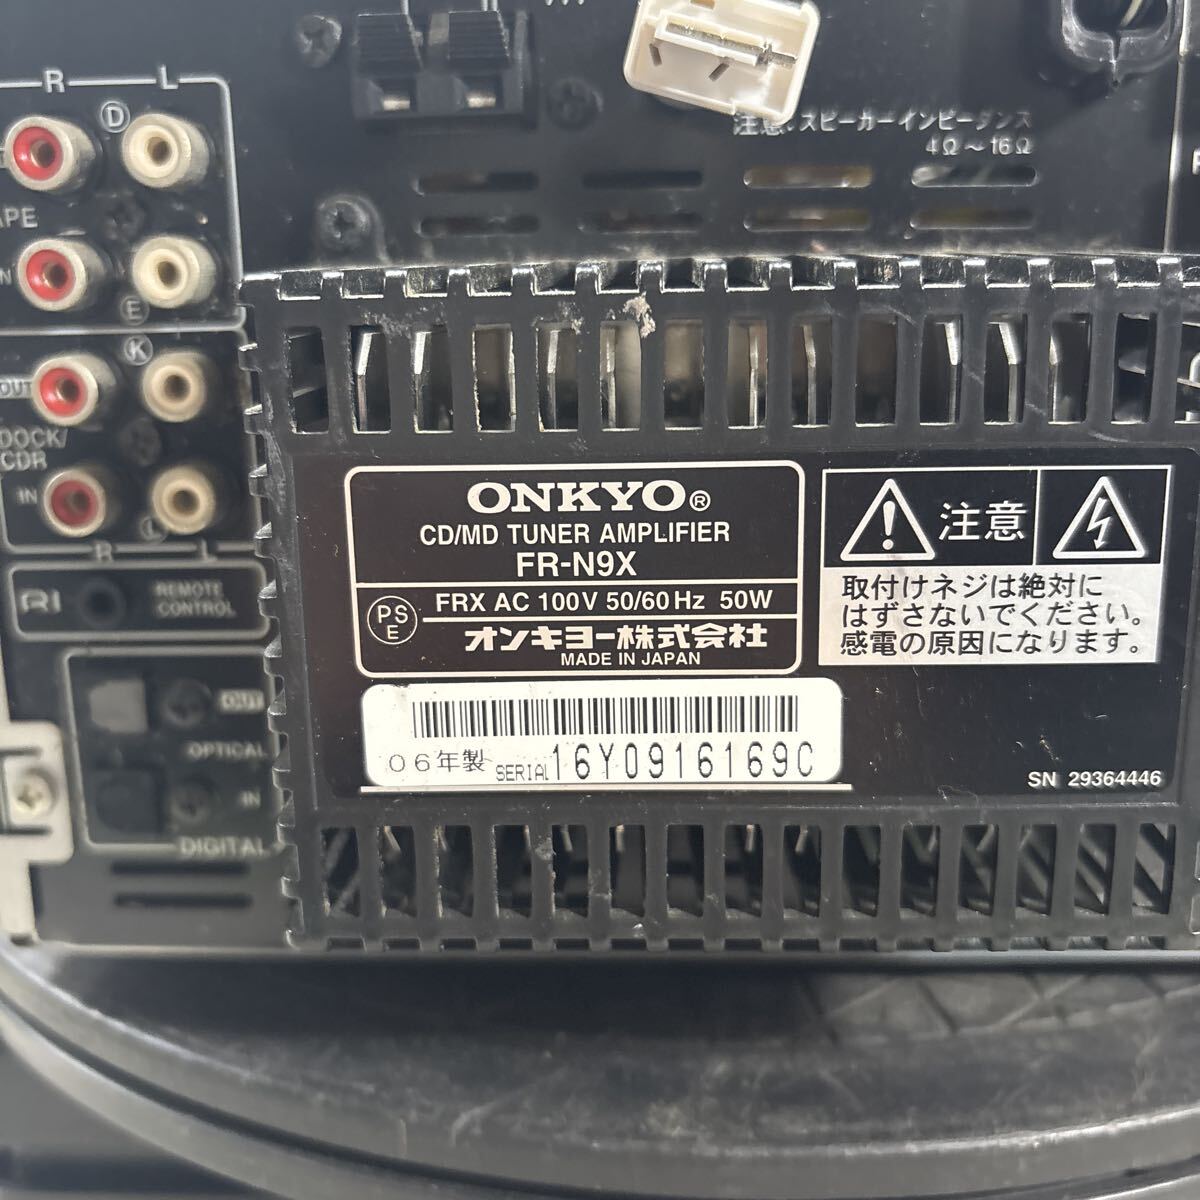 R L
D
注意:スピーカーインピーダンス
4Ω～16Ω
E
K
OUT
DOCK/
CDR
IN
L
R L
RI
REMOTE
CONTROL
OUT
OPTICAL
IN
DIGITAL
ONKYO®
CD/MD TUNER AMPLIFIER
FR-N9X
PS
E
FRX AC 100V 50/60Hz 50W
オンキヨー株式会社
MADE IN JAPAN
注意
取付けネジは絶対に
はずさないでください。
感電の原因になります。
06年製 SERIAL 16Y0916169C
SN 29364446